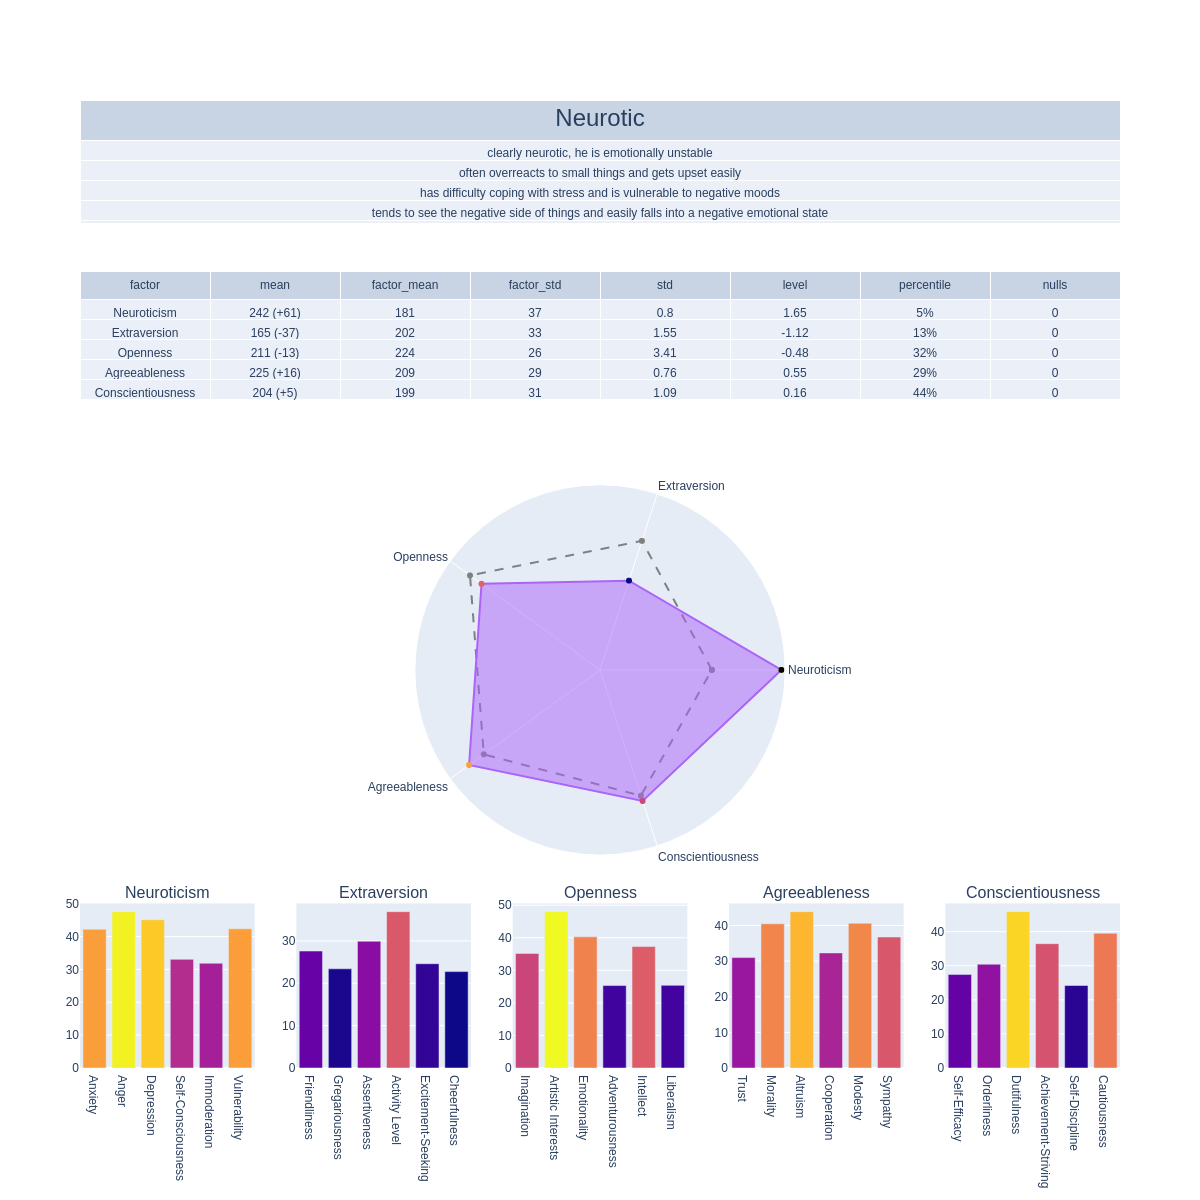 Neurotic
clearly neurotic, he is emotionally unstable
often overreacts to small things and gets upset easily
has difficulty coping with stress and is vulnerable to negative moods
tends to see the negative side of things and easily falls into a negative emotional state
factor mean factor_mean factor_std std level percentile nulls
Neuroticism 242 (+61) 181 37 0.8 1.65 5% 0
Extraversion 165 (-37) 202 33 1.55 -1.12 13% 0
Openness 211 (-13) 224 26 3.41 -0.48 32% 0
Agreeableness 225 (+16) 209 29 0.76 0.55 29% 0
Conscientiousness 204 (+5) 199 31 1.09 0.16 44% 0
Extraversion
Openness
Neuroticism
Agreeableness
Conscientiousness
Neuroticism
50
40
30
20
10
0
Anxiety
Anger
Depression
Self-Consciousness
Immoderation
Vulnerability
Extraversion
30
20
10
0
Friendliness
Gregariousness
Assertiveness
Activity Level
Excitement-Seeking
Cheerfulness
Openness
50
40
30
20
10
0
Imagination
Artistic Interests
Emotionality
Adventurousness
Intellect
Liberalism
Agreeableness
40
30
20
10
0
Trust
Morality
Altruism
Cooperation
Modesty
Sympathy
Conscientiousness
40
30
20
10
0
Self-Efficacy
Orderliness
Dutifulness
Achievement-Striving
Self-Discipline
Cautiousness